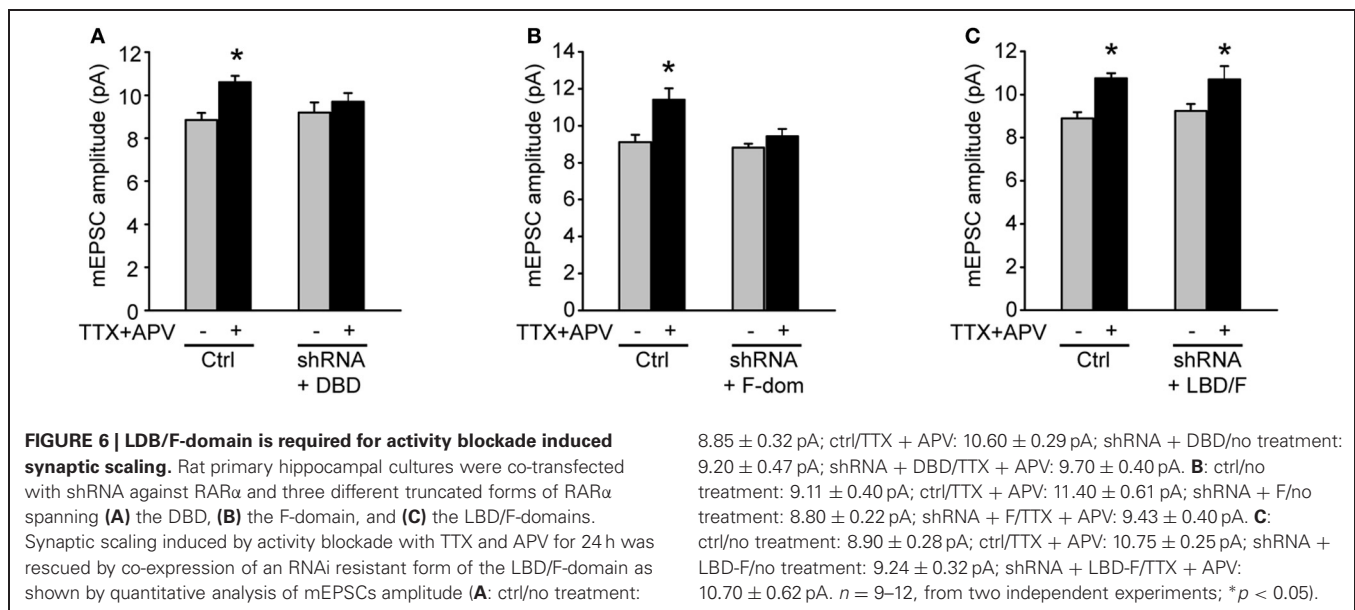 A
mEPSC amplitude (pA)
12
10
8
6
4
2
0
*
TTX+APV - + - +
Ctrl shRNA
+ DBD
B
mEPSC amplitude (pA)
14
12
10
8
6
4
2
0
*
TTX+APV - + - +
Ctrl shRNA
+ F-dom
C
mEPSC amplitude (pA)
12
10
8
6
4
2
0
* *
TTX+APV - + - +
Ctrl shRNA
+ LBD/F
FIGURE 6 | LDB/F-domain is required for activity blockade induced
synaptic scaling. Rat primary hippocampal cultures were co-transfected
with shRNA against RARα and three different truncated forms of RARα
spanning (A) the DBD, (B) the F-domain, and (C) the LBD/F-domains.
Synaptic scaling induced by activity blockade with TTX and APV for 24 h was
rescued by co-expression of an RNAi resistant form of the LBD/F-domain as
shown by quantitative analysis of mEPSCs amplitude (A: ctrl/no treatment:
8.85 ± 0.32 pA; ctrl/TTX + APV: 10.60 ± 0.29 pA; shRNA + DBD/no treatment:
9.20 ± 0.47 pA; shRNA + DBD/TTX + APV: 9.70 ± 0.40 pA. B: ctrl/no
treatment: 9.11 ± 0.40 pA; ctrl/TTX + APV: 11.40 ± 0.61 pA; shRNA + F/no
treatment: 8.80 ± 0.22 pA; shRNA + F/TTX + APV: 9.43 ± 0.40 pA. C:
ctrl/no treatment: 8.90 ± 0.28 pA; ctrl/TTX + APV: 10.75 ± 0.25 pA; shRNA +
LBD-F/no treatment: 9.24 ± 0.32 pA; shRNA + LBD-F/TTX + APV:
10.70 ± 0.62 pA. n = 9–12, from two independent experiments; *p < 0.05).